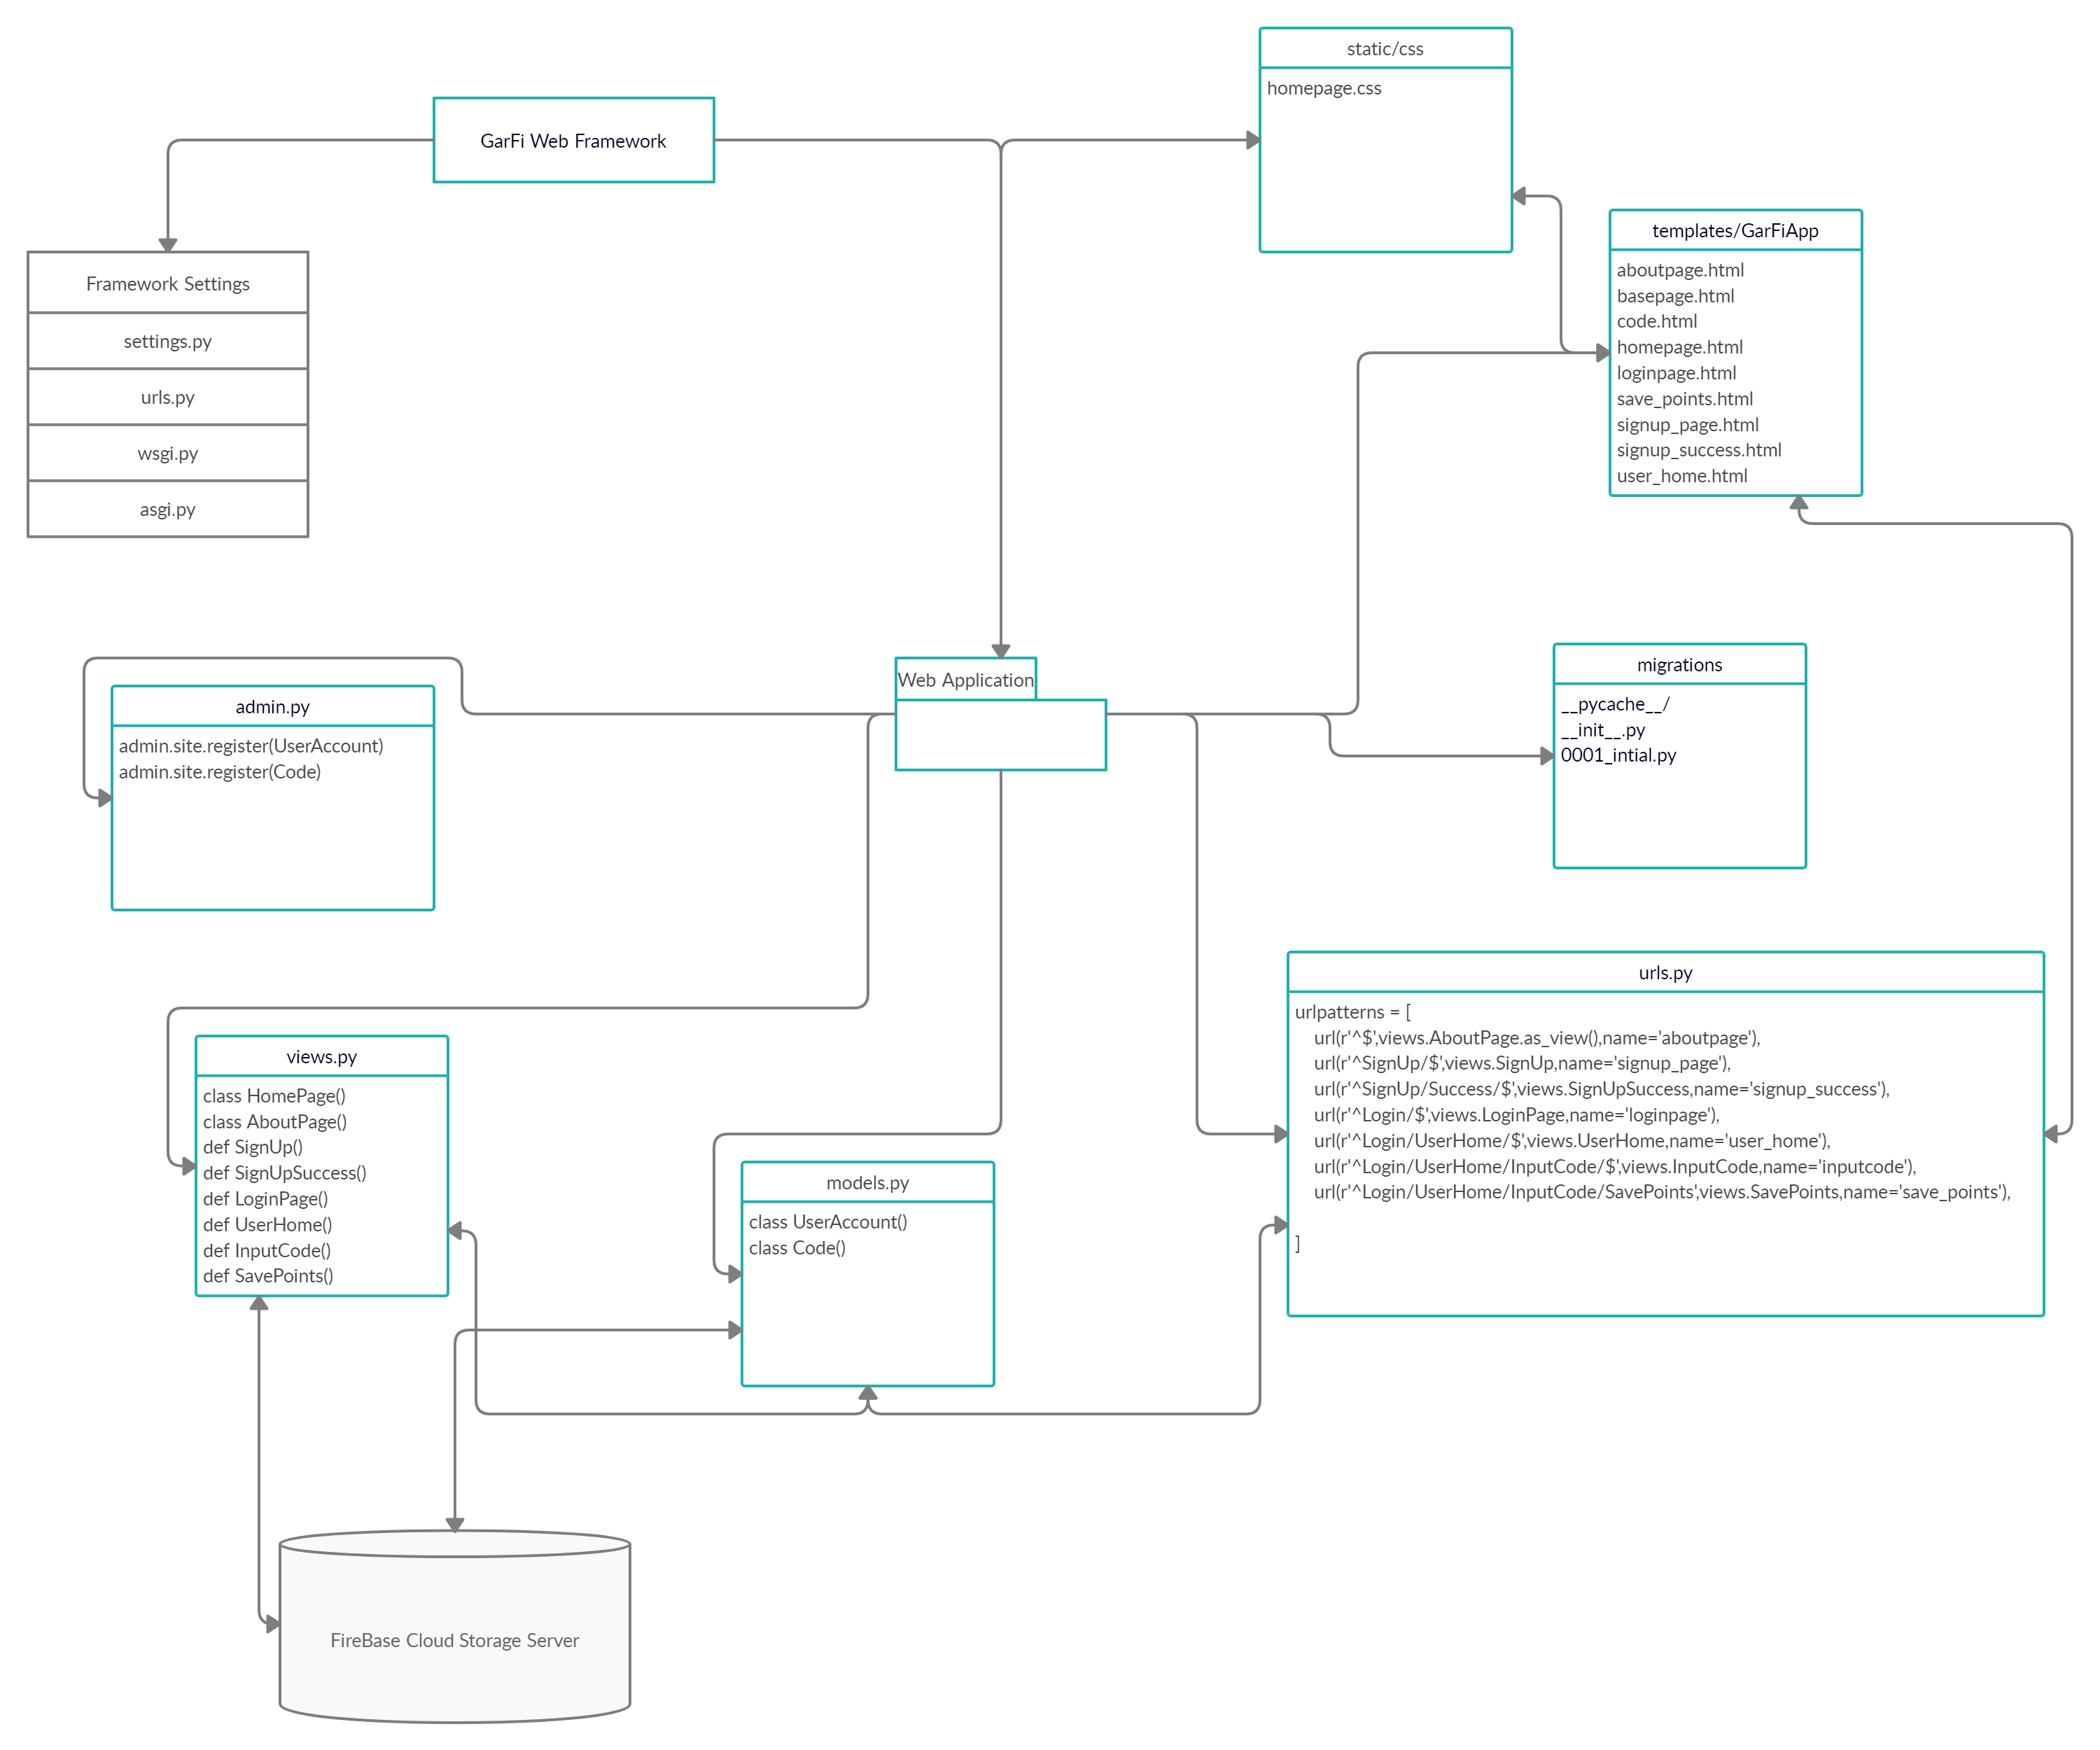 static/css
homepage.css
GarFi Web Framework
templates/GarFiApp
aboutpage.html
basepage.html
code.html
homepage.html
loginpage.html
save_points.html
signup_page.html
signup_success.html
user_home.html
Framework Settings
settings.py
urls.py
wsgi.py
asgi.py
Web Application
migrations
__pycache__/
__init__.py
0001_intial.py
admin.py
admin.site.register(UserAccount)
admin.site.register(Code)
urls.py
urlpatterns = [
url(r'^$',views.AboutPage.as_view(),name='aboutpage'),
url(r'^SignUp/$',views.SignUp,name='signup_page'),
url(r'^SignUp/Success/$',views.SignUpSuccess,name='signup_success'),
url(r'^Login/$',views.LoginPage,name='loginpage'),
url(r'^Login/UserHome/$',views.UserHome,name='user_home'),
url(r'^Login/UserHome/InputCode/$',views.InputCode,name='inputcode'),
url(r'^Login/UserHome/InputCode/SavePoints',views.SavePoints,name='save_points'),
]
views.py
class HomePage()
class AboutPage()
def SignUp()
def SignUpSuccess()
def LoginPage()
def UserHome()
def InputCode()
def SavePoints()
models.py
class UserAccount()
class Code()
FireBase Cloud Storage Server